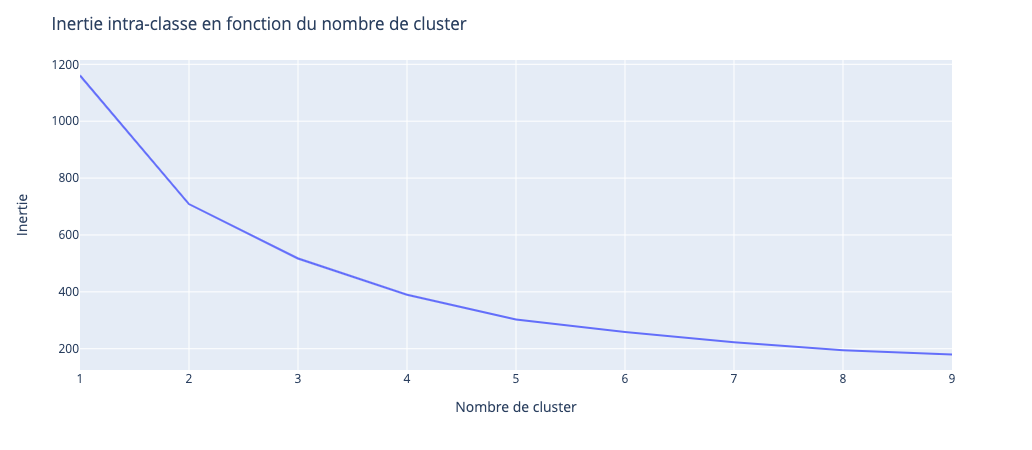 Inertie intra-classe en fonction du nombre de cluster
1200
1000
800
600
400
200
Inertie
1 2 3 4 5 6 7 8 9
Nombre de cluster